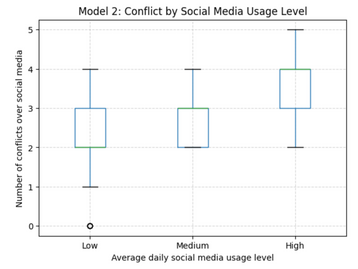 Model 2: Conflict by Social Media Usage Level
Number of conflicts over social media
5
4
3
2
1
0
Low Medium High
Average daily social media usage level